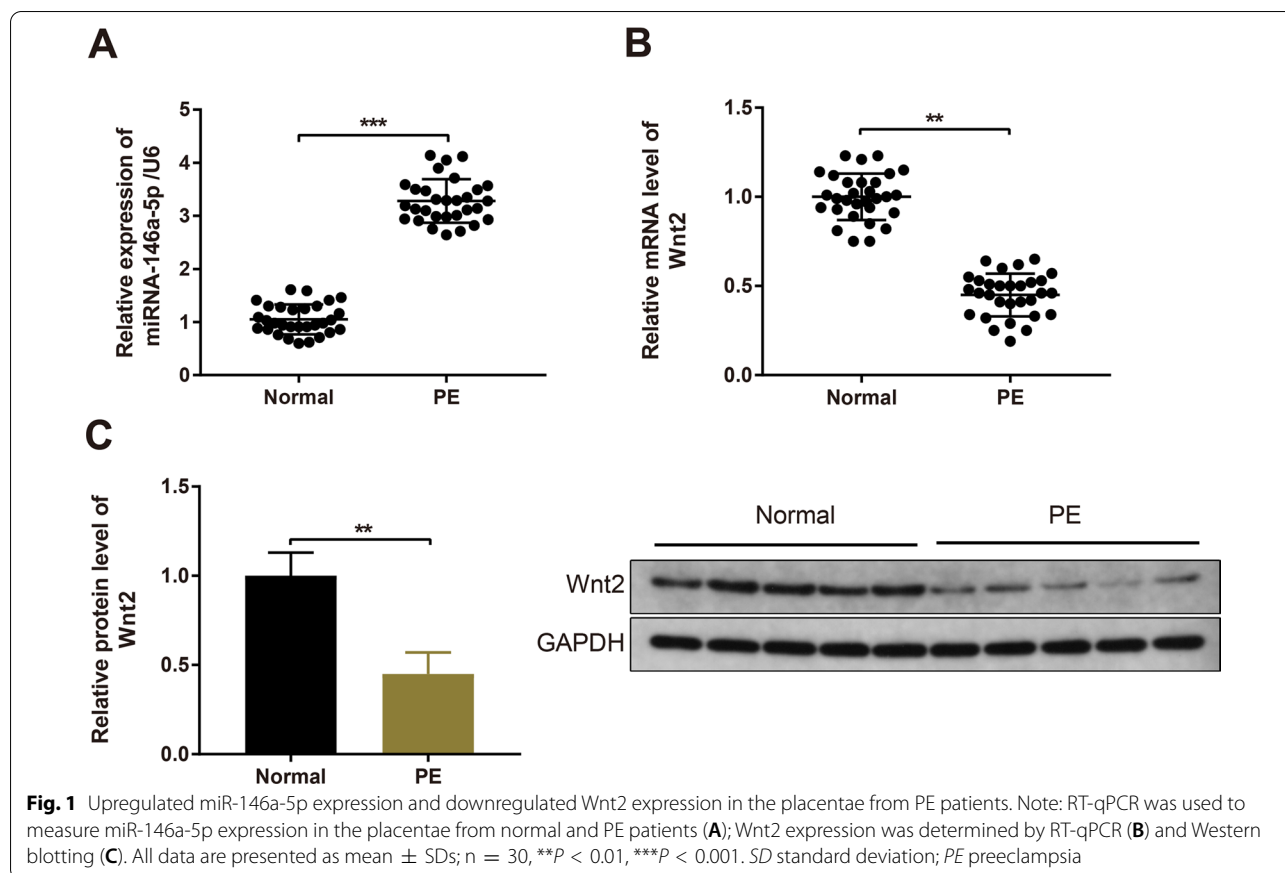 A
Relative expression of
miRNA-146a-5p /U6
5
4
3
2
1
0
***
Normal
PE
B
Relative mRNA level of
Wnt2
1.5
1.0
0.5
0.0
**
Normal
PE
C
Relative protein level of
Wnt2
1.5
1.0
0.5
0.0
**
Normal
PE
Normal
PE
Wnt2
GAPDH
Fig. 1 Upregulated miR-146a-5p expression and downregulated Wnt2 expression in the placentae from PE patients. Note: RT-qPCR was used to
measure miR-146a-5p expression in the placentae from normal and PE patients (A); Wnt2 expression was determined by RT-qPCR (B) and Western
blotting (C). All data are presented as mean ± SDs; n = 30, **P < 0.01, ***P < 0.001. SD standard deviation; PE preeclampsia